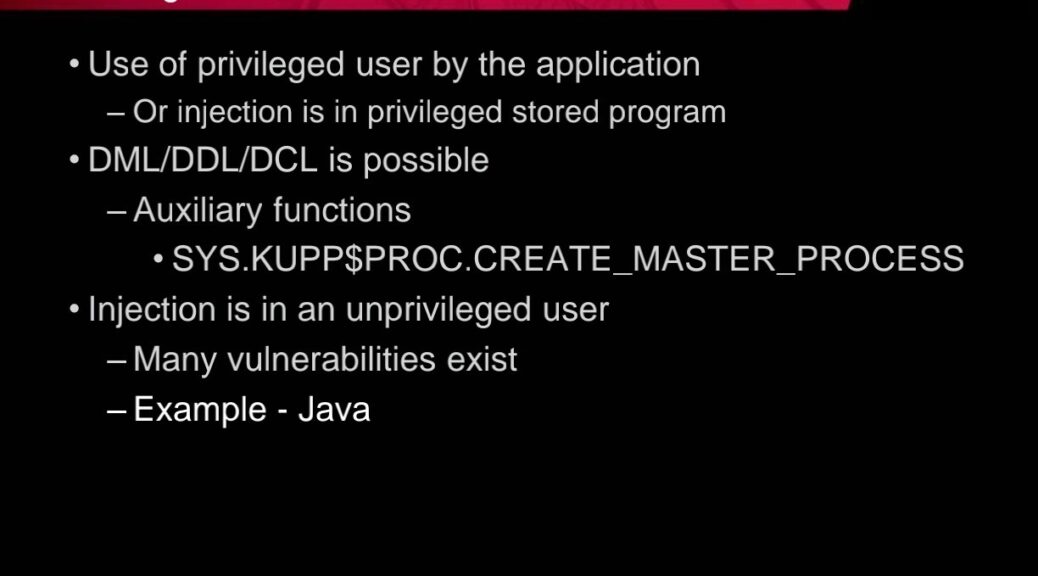 • Use of privileged user by the application
– Or injection is in privileged stored program
• DML/DDL/DCL is possible
– Auxiliary functions
• SYS.KUPP$PROC.CREATE_MASTER_PROCESS
• Injection is in an unprivileged user
– Many vulnerabilities exist
– Example - Java